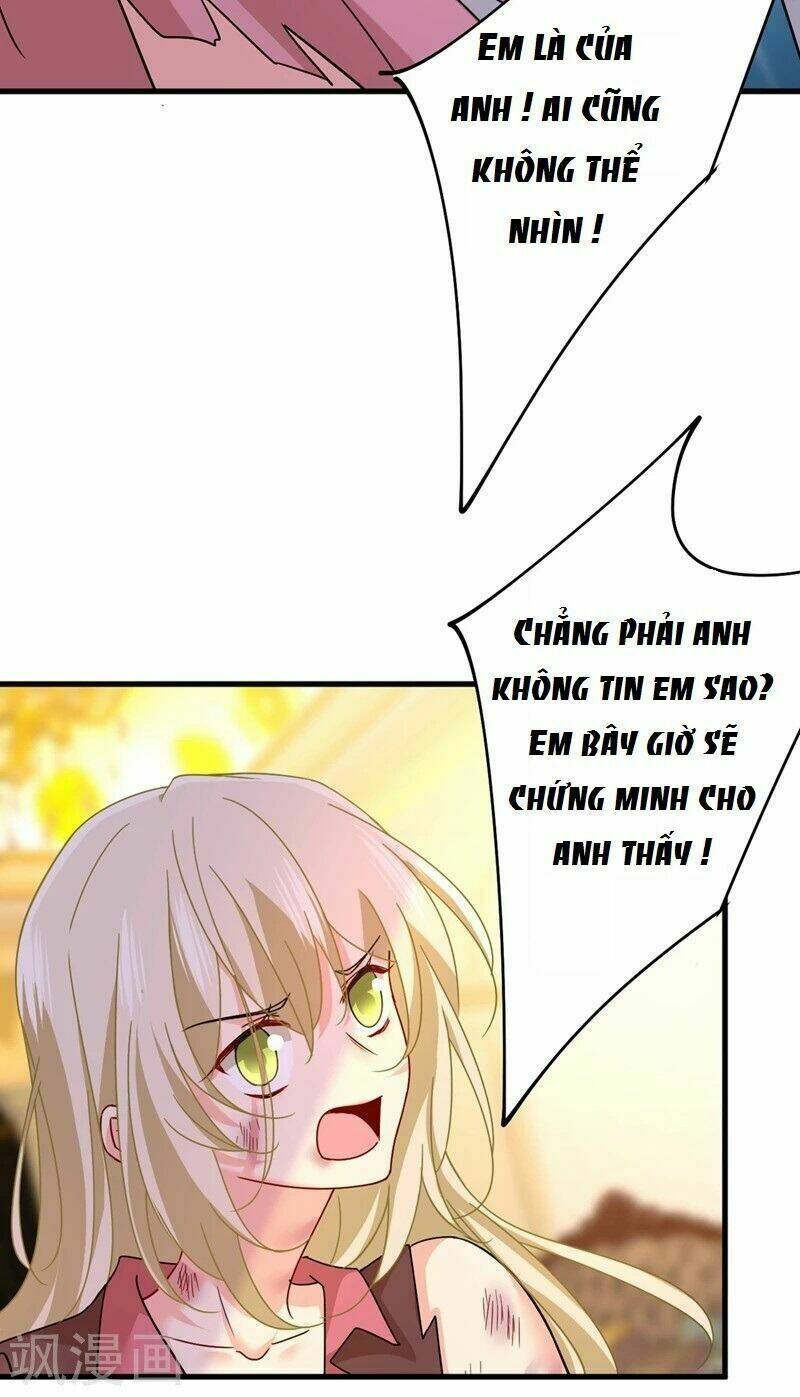 Em là của
anh! Ai cũng
không thể
nhìn!
Chẳng phải anh
không tin em sao?
Em bây giờ sẽ
chứng minh cho
anh thấy!
飒漫画